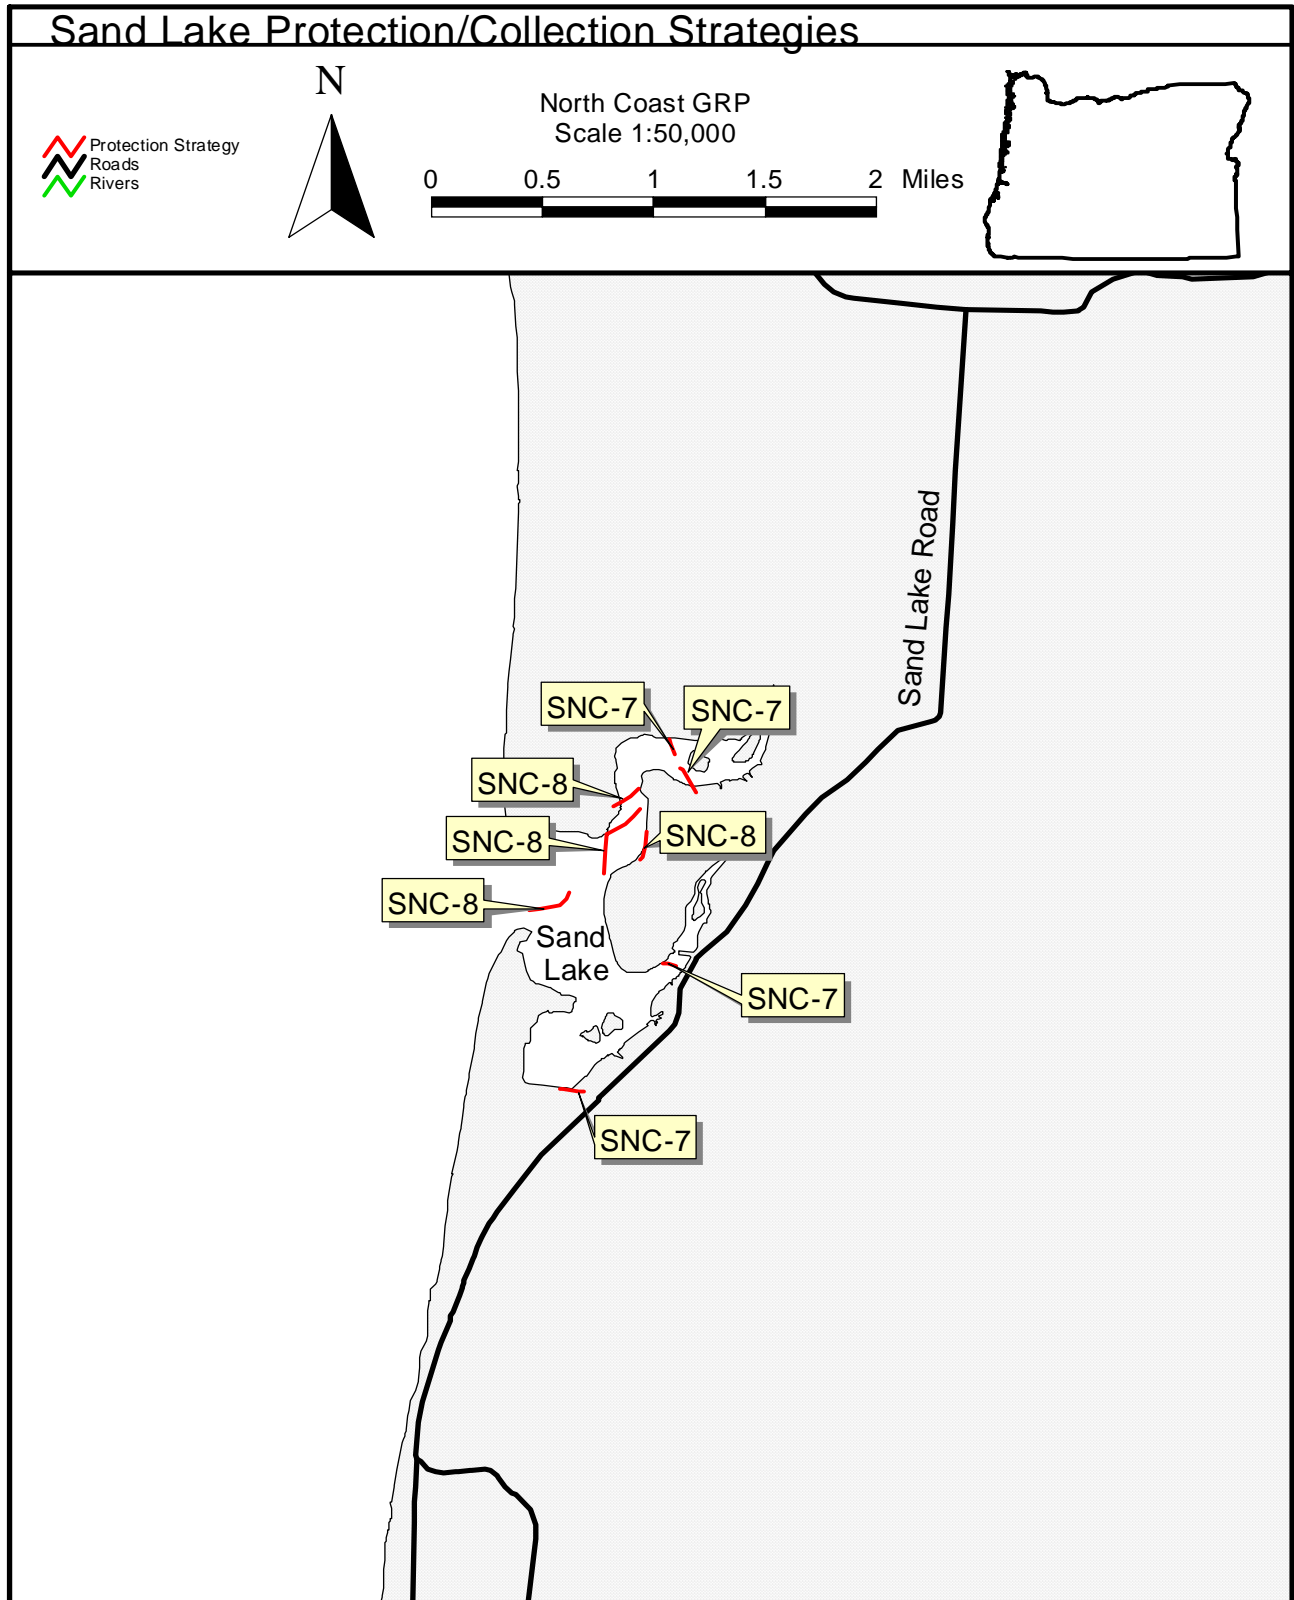 Sand Lake Protection/Collection Strategies
N
North Coast GRP
Scale 1:50,000
Protection Strategy
Roads
Rivers
0 0.5 1 1.5 2 Miles
Sand Lake Road
SNC-7
SNC-7
SNC-8
SNC-8
SNC-8
SNC-8
Sand
Lake
SNC-7
SNC-7